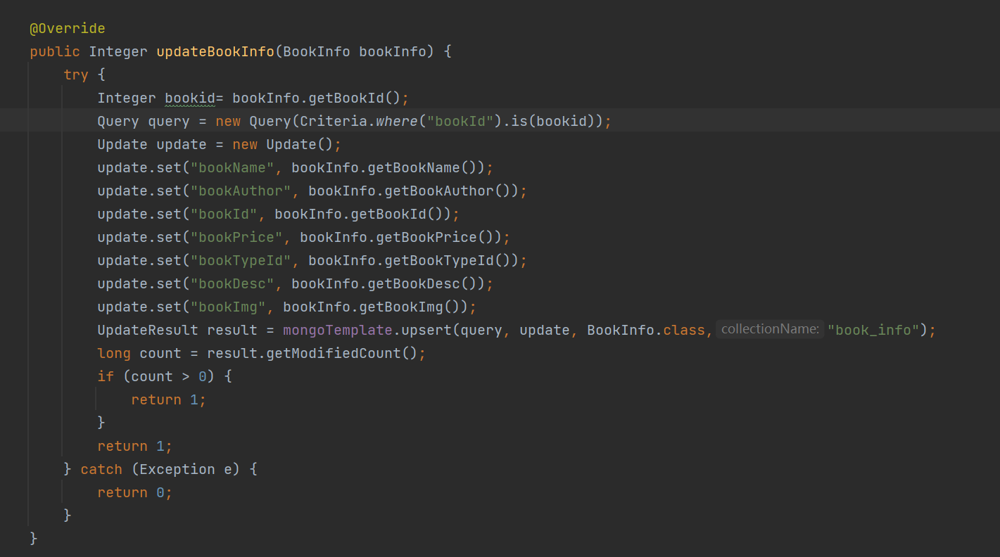 @Override
public Integer updateBookInfo(BookInfo bookInfo) {
try {
Integer bookid= bookInfo.getBookId();
Query query = new Query(Criteria.where("bookId").is(bookid));
Update update = new Update();
update.set("bookName", bookInfo.getBookName());
update.set("bookAuthor", bookInfo.getBookAuthor());
update.set("bookId", bookInfo.getBookId());
update.set("bookPrice", bookInfo.getBookPrice());
update.set("bookTypeId", bookInfo.getBookTypeId());
update.set("bookDesc", bookInfo.getBookDesc());
update.set("bookImg", bookInfo.getBookImg());
UpdateResult result = mongoTemplate.upsert(query, update, BookInfo.class, collectionName: "book_info");
long count = result.getModifiedCount();
if (count > 0) {
return 1;
}
return 1;
} catch (Exception e) {
return 0;
}
}